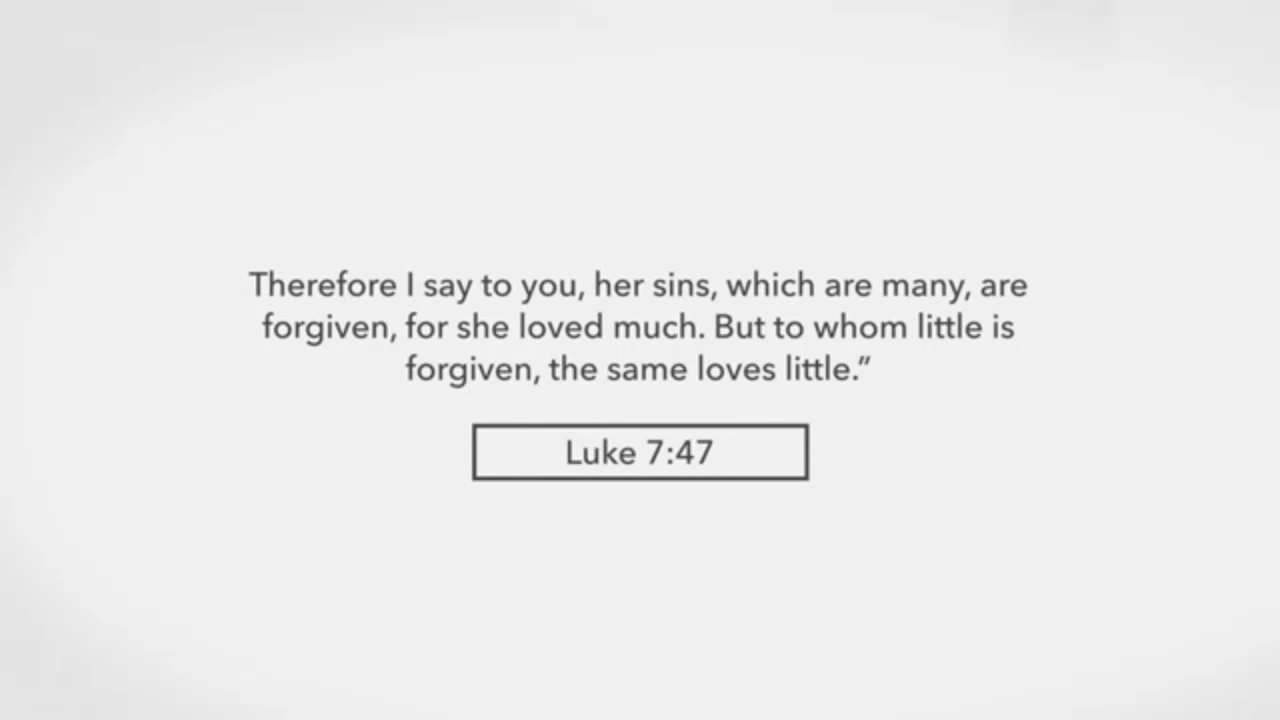 Therefore I say to you, her sins, which are many, are
forgiven, for she loved much. But to whom little is
forgiven, the same loves little.”
Luke 7:47